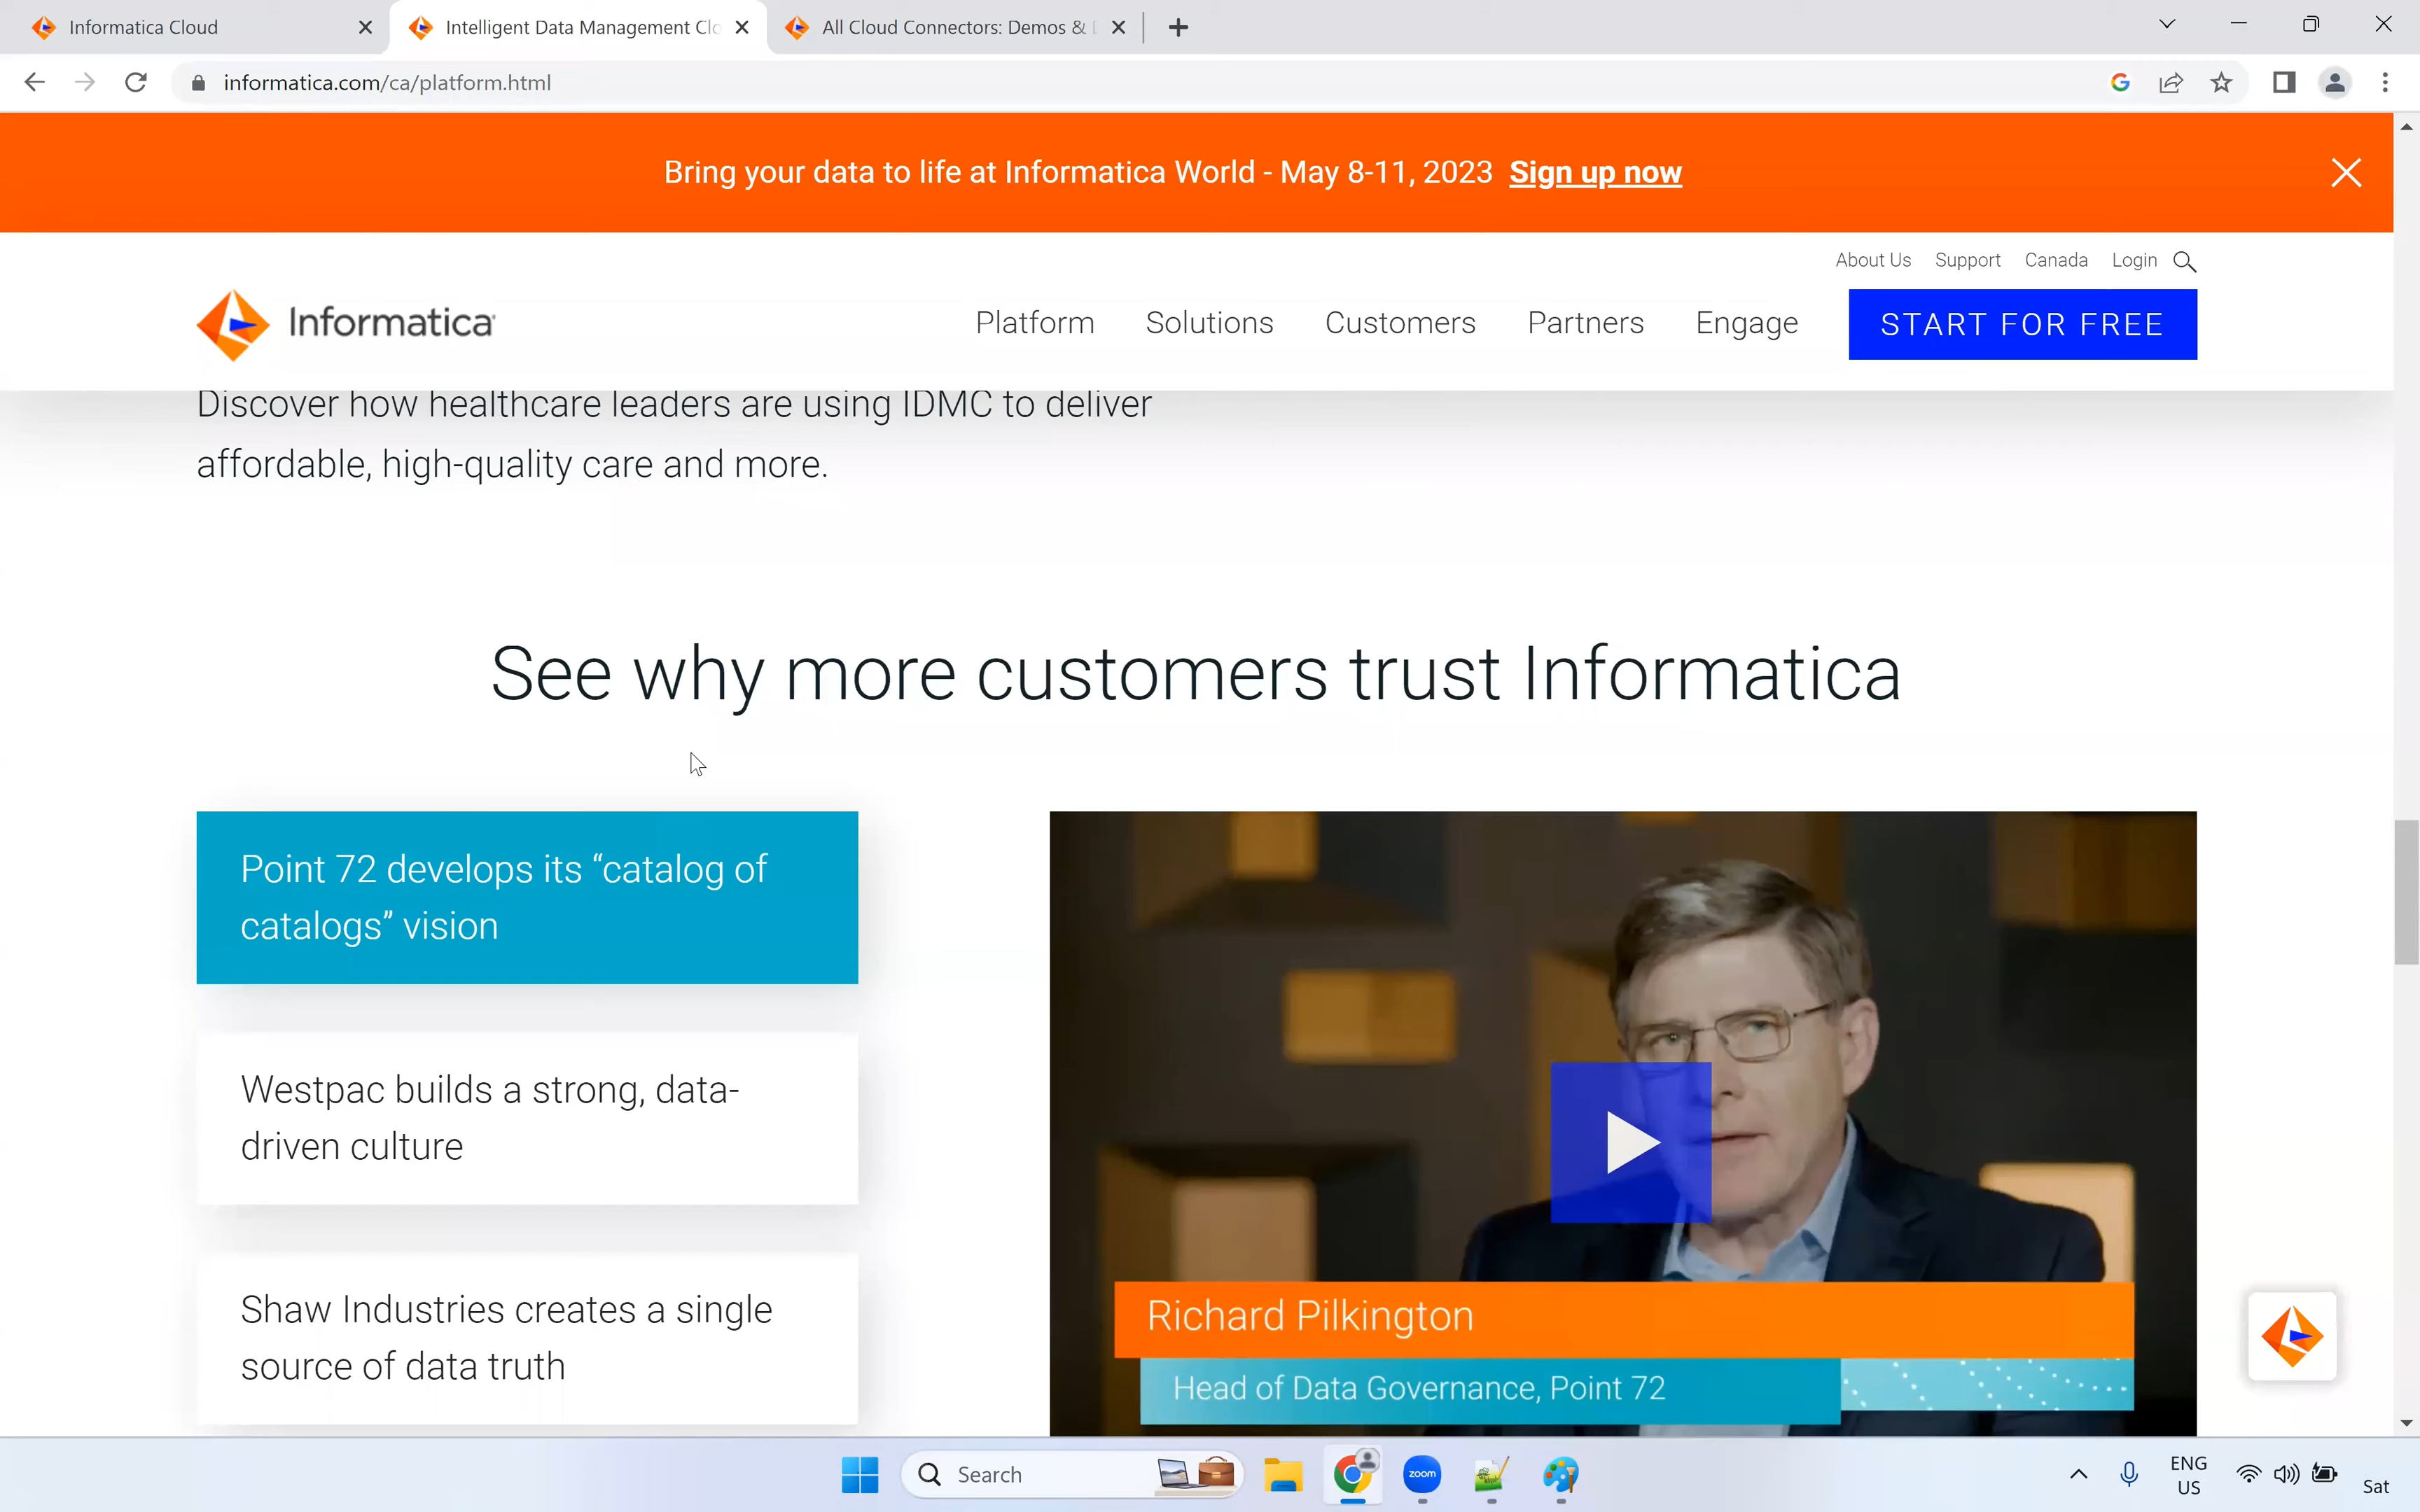 Informatica Cloud
Intelligent Data Management Clo
All Cloud Connectors: Demos &
informatica.com/ca/platform.html
Bring your data to life at Informatica World - May 8-11, 2023 Sign up now
About Us Support Canada Login
Informatica
Platform Solutions Customers Partners Engage START FOR FREE
Discover how healthcare leaders are using IDMC to deliver
affordable, high-quality care and more.
See why more customers trust Informatica
Point 72 develops its “catalog of
catalogs” vision
Westpac builds a strong, data-
driven culture
Shaw Industries creates a single
source of data truth
Richard Pilkington
Head of Data Governance, Point 72
Search
zoom
ENG
US
Sat